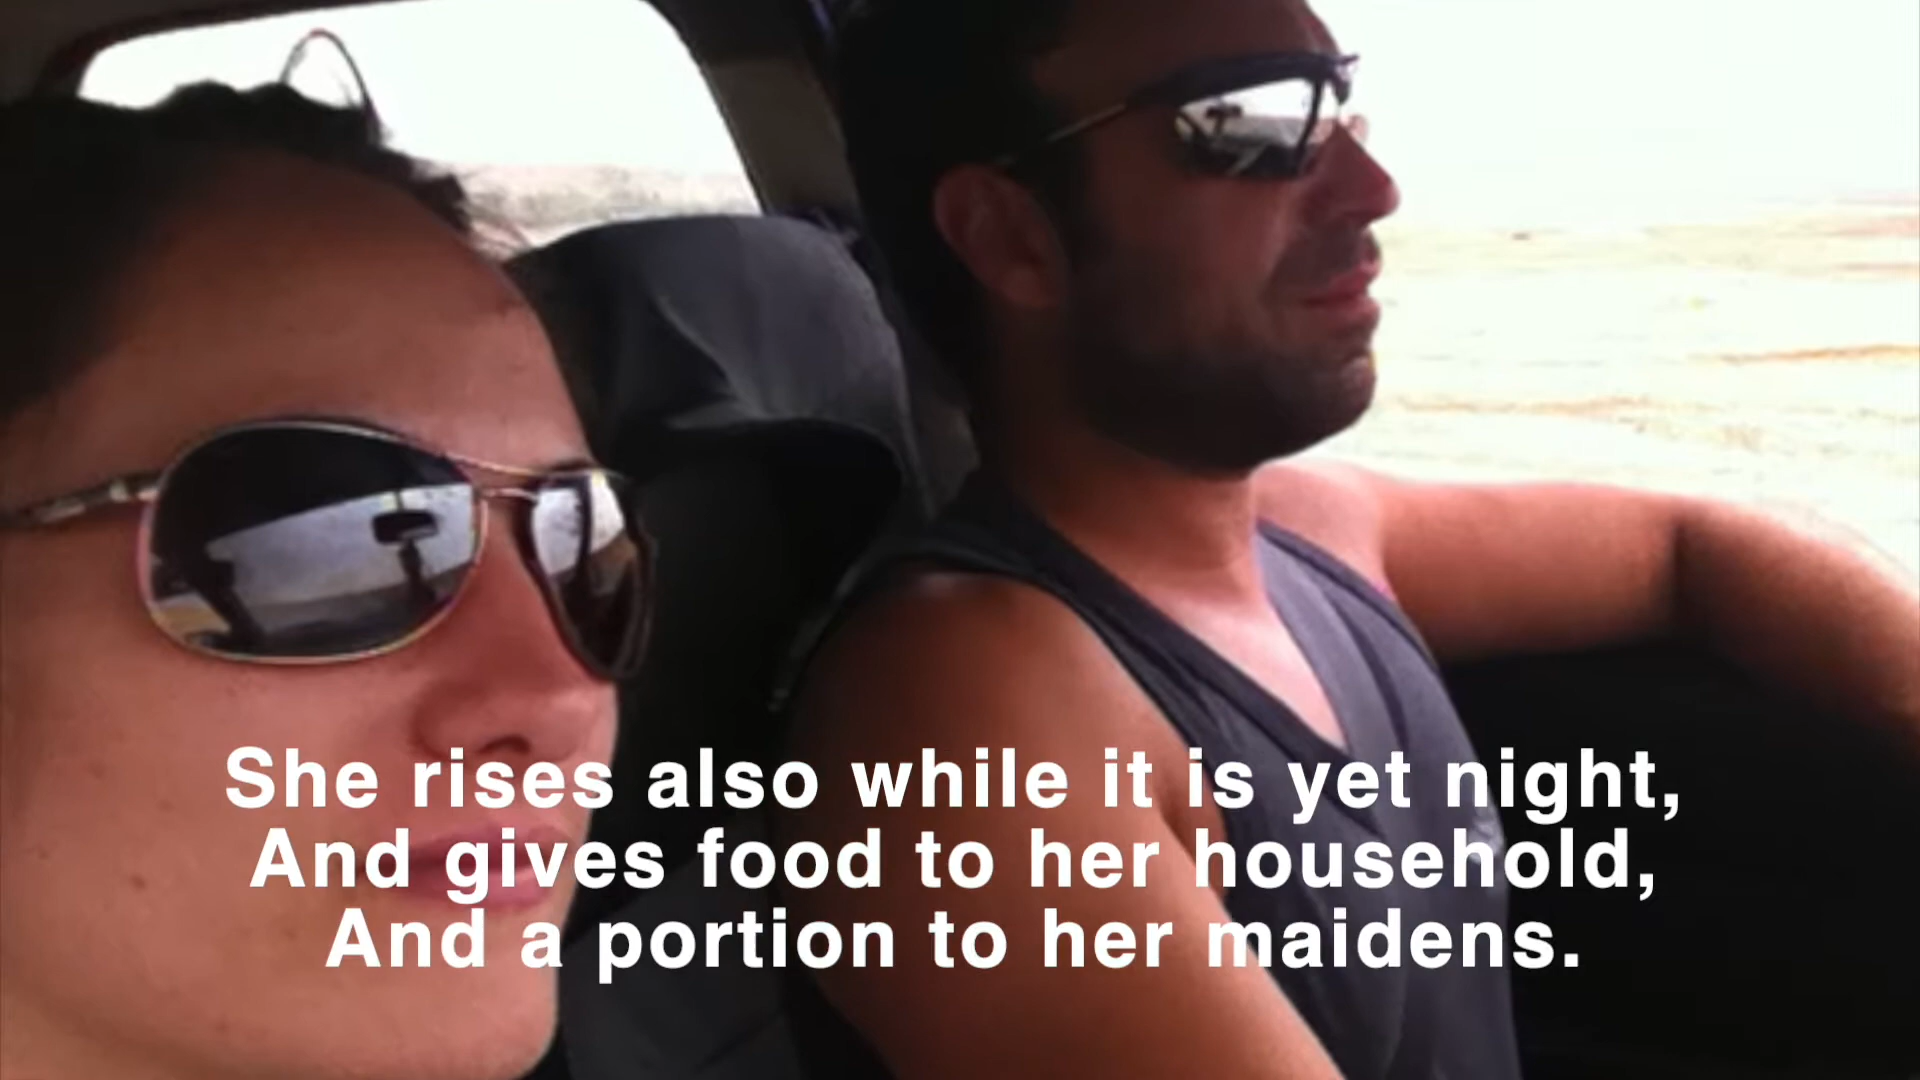 She rises also while it is yet night,
And gives food to her household,
And a portion to her maidens.